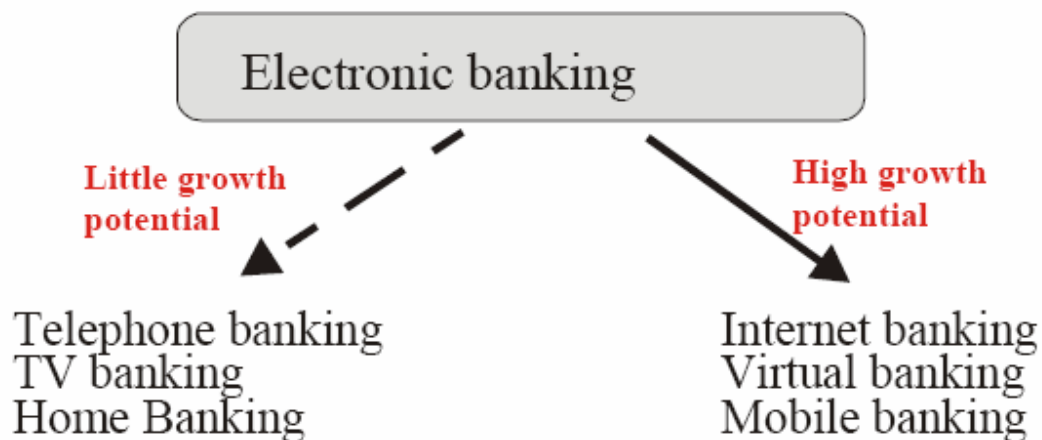 Electronic banking
Little growth
potential
High growth
potential
Telephone banking
TV banking
Home Banking
Internet banking
Virtual banking
Mobile banking